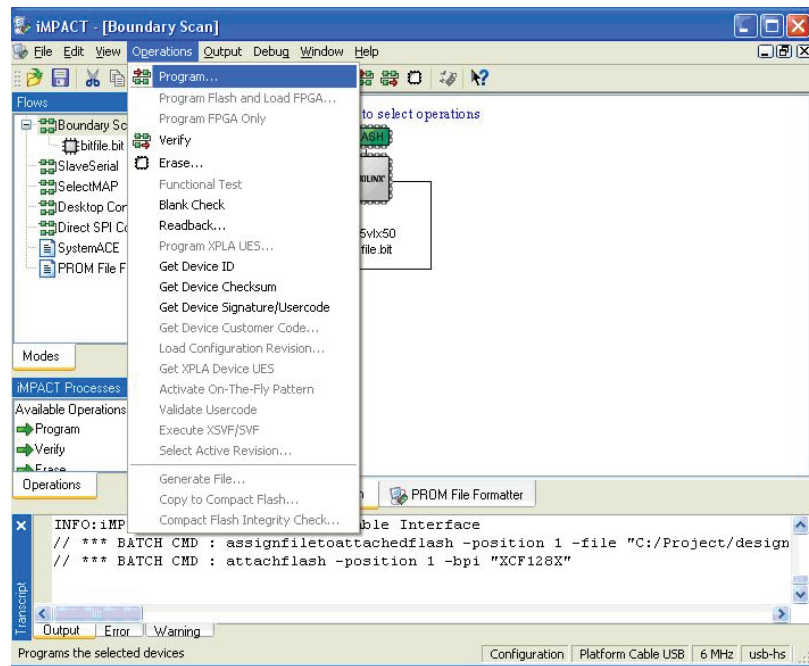 iMPACT - [Boundary Scan]
File Edit View Operations Output Debug Window Help
Flows
Boundary Sc
bitfile.bit
SlaveSerial
SelectMAP
Desktop Cor
Direct SPI Co
SystemACE
PROM File F
Modes
Program...
Program Flash and Load FPGA...
Program FPGA Only
Verify
Erase...
Functional Test
Blank Check
Readback...
Program XPLA UES...
Get Device ID
Get Device Checksum
Get Device Signature/Usercode
Get Device Customer Code...
Load Configuration Revision...
Get XPLA Device UES
Activate On-The-Fly Pattern
Validate Usercode
Execute XSVF/SVF
Select Active Revision...
Generate File...
Copy to Compact Flash...
Compact Flash Integrity Check...
to select operations
ASH
XILINX
5vlx50
file.bit
iMPACT Processes
Available Operations
Program
Verify
Erase
Operations
PROM File Formatter
INFO:iMP
ble Interface
// *** BATCH CMD : assignfiletoattachedflash -position 1 -file "C:/Project/design
// *** BATCH CMD : attachflash -position 1 -bpi "XCF128X"
Transcript
Output Error Warning
Programs the selected devices
Configuration Platform Cable USB 6 MHz usb-hs